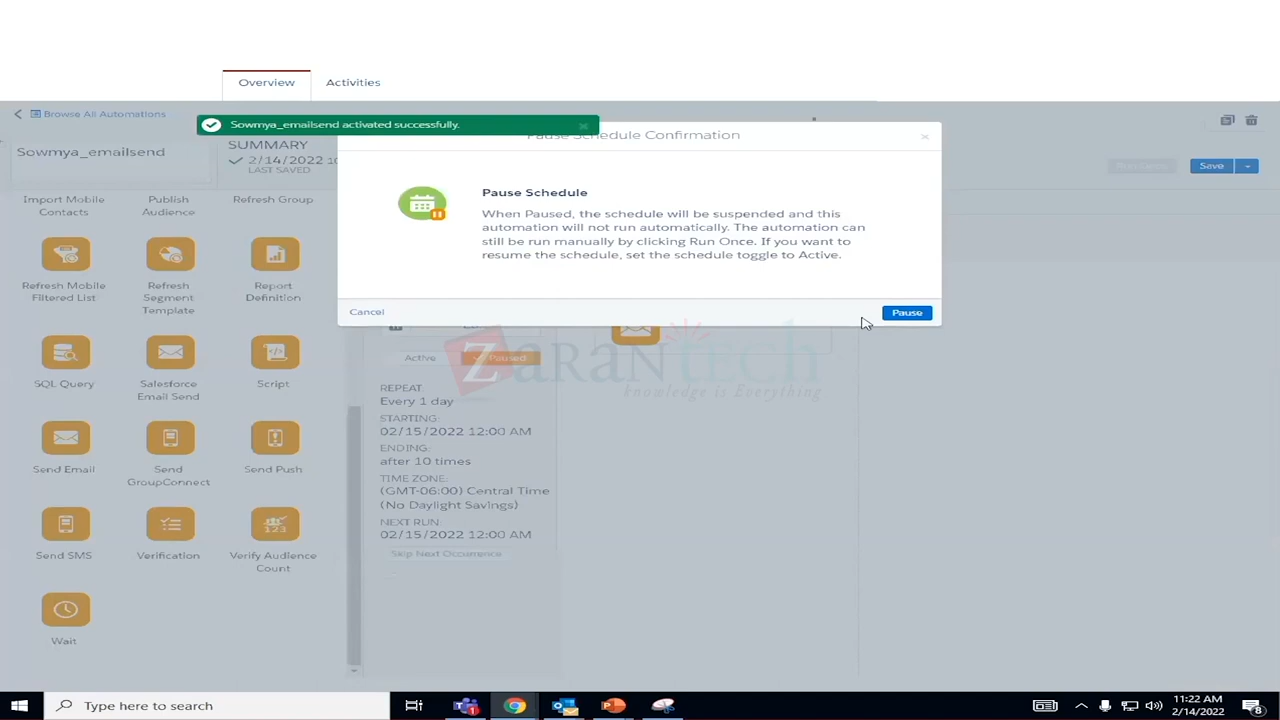 Overview
Activities
Browse All Automations
Sowmya_emailsend activated successfully.
Pause Schedule Confirmation
Sowmya_emailsend
SUMMARY
2/14/2022
LAST SAVED
Save
Import Mobile
Contacts
Publish
Audience
Refresh Group
Pause Schedule
When Paused, the schedule will be suspended and this
automation will not run automatically. The automation can
still be run manually by clicking Run Once. If you want to
resume the schedule, set the schedule toggle to Active.
Cancel
Pause
Refresh Mobile
Filtered List
Refresh
Segment
Template
Report
Definition
SQL Query
Salesforce
Email Send
Script
Send Email
Send
GroupConnect
Send Push
Send SMS
Verification
Verify Audience
Count
Wait
Active
Paused
REPEAT
Every 1 day
STARTING:
02/15/2022 12:00 AM
ENDING:
after 10 times
TIME ZONE:
(GMT-06:00) Central Time
(No Daylight Savings)
NEXT RUN:
02/15/2022 12:00 AM
Skip Next Occurrence
ZaranTech
knowledge is Everything
Type here to search
11:22 AM
2/14/2022
8